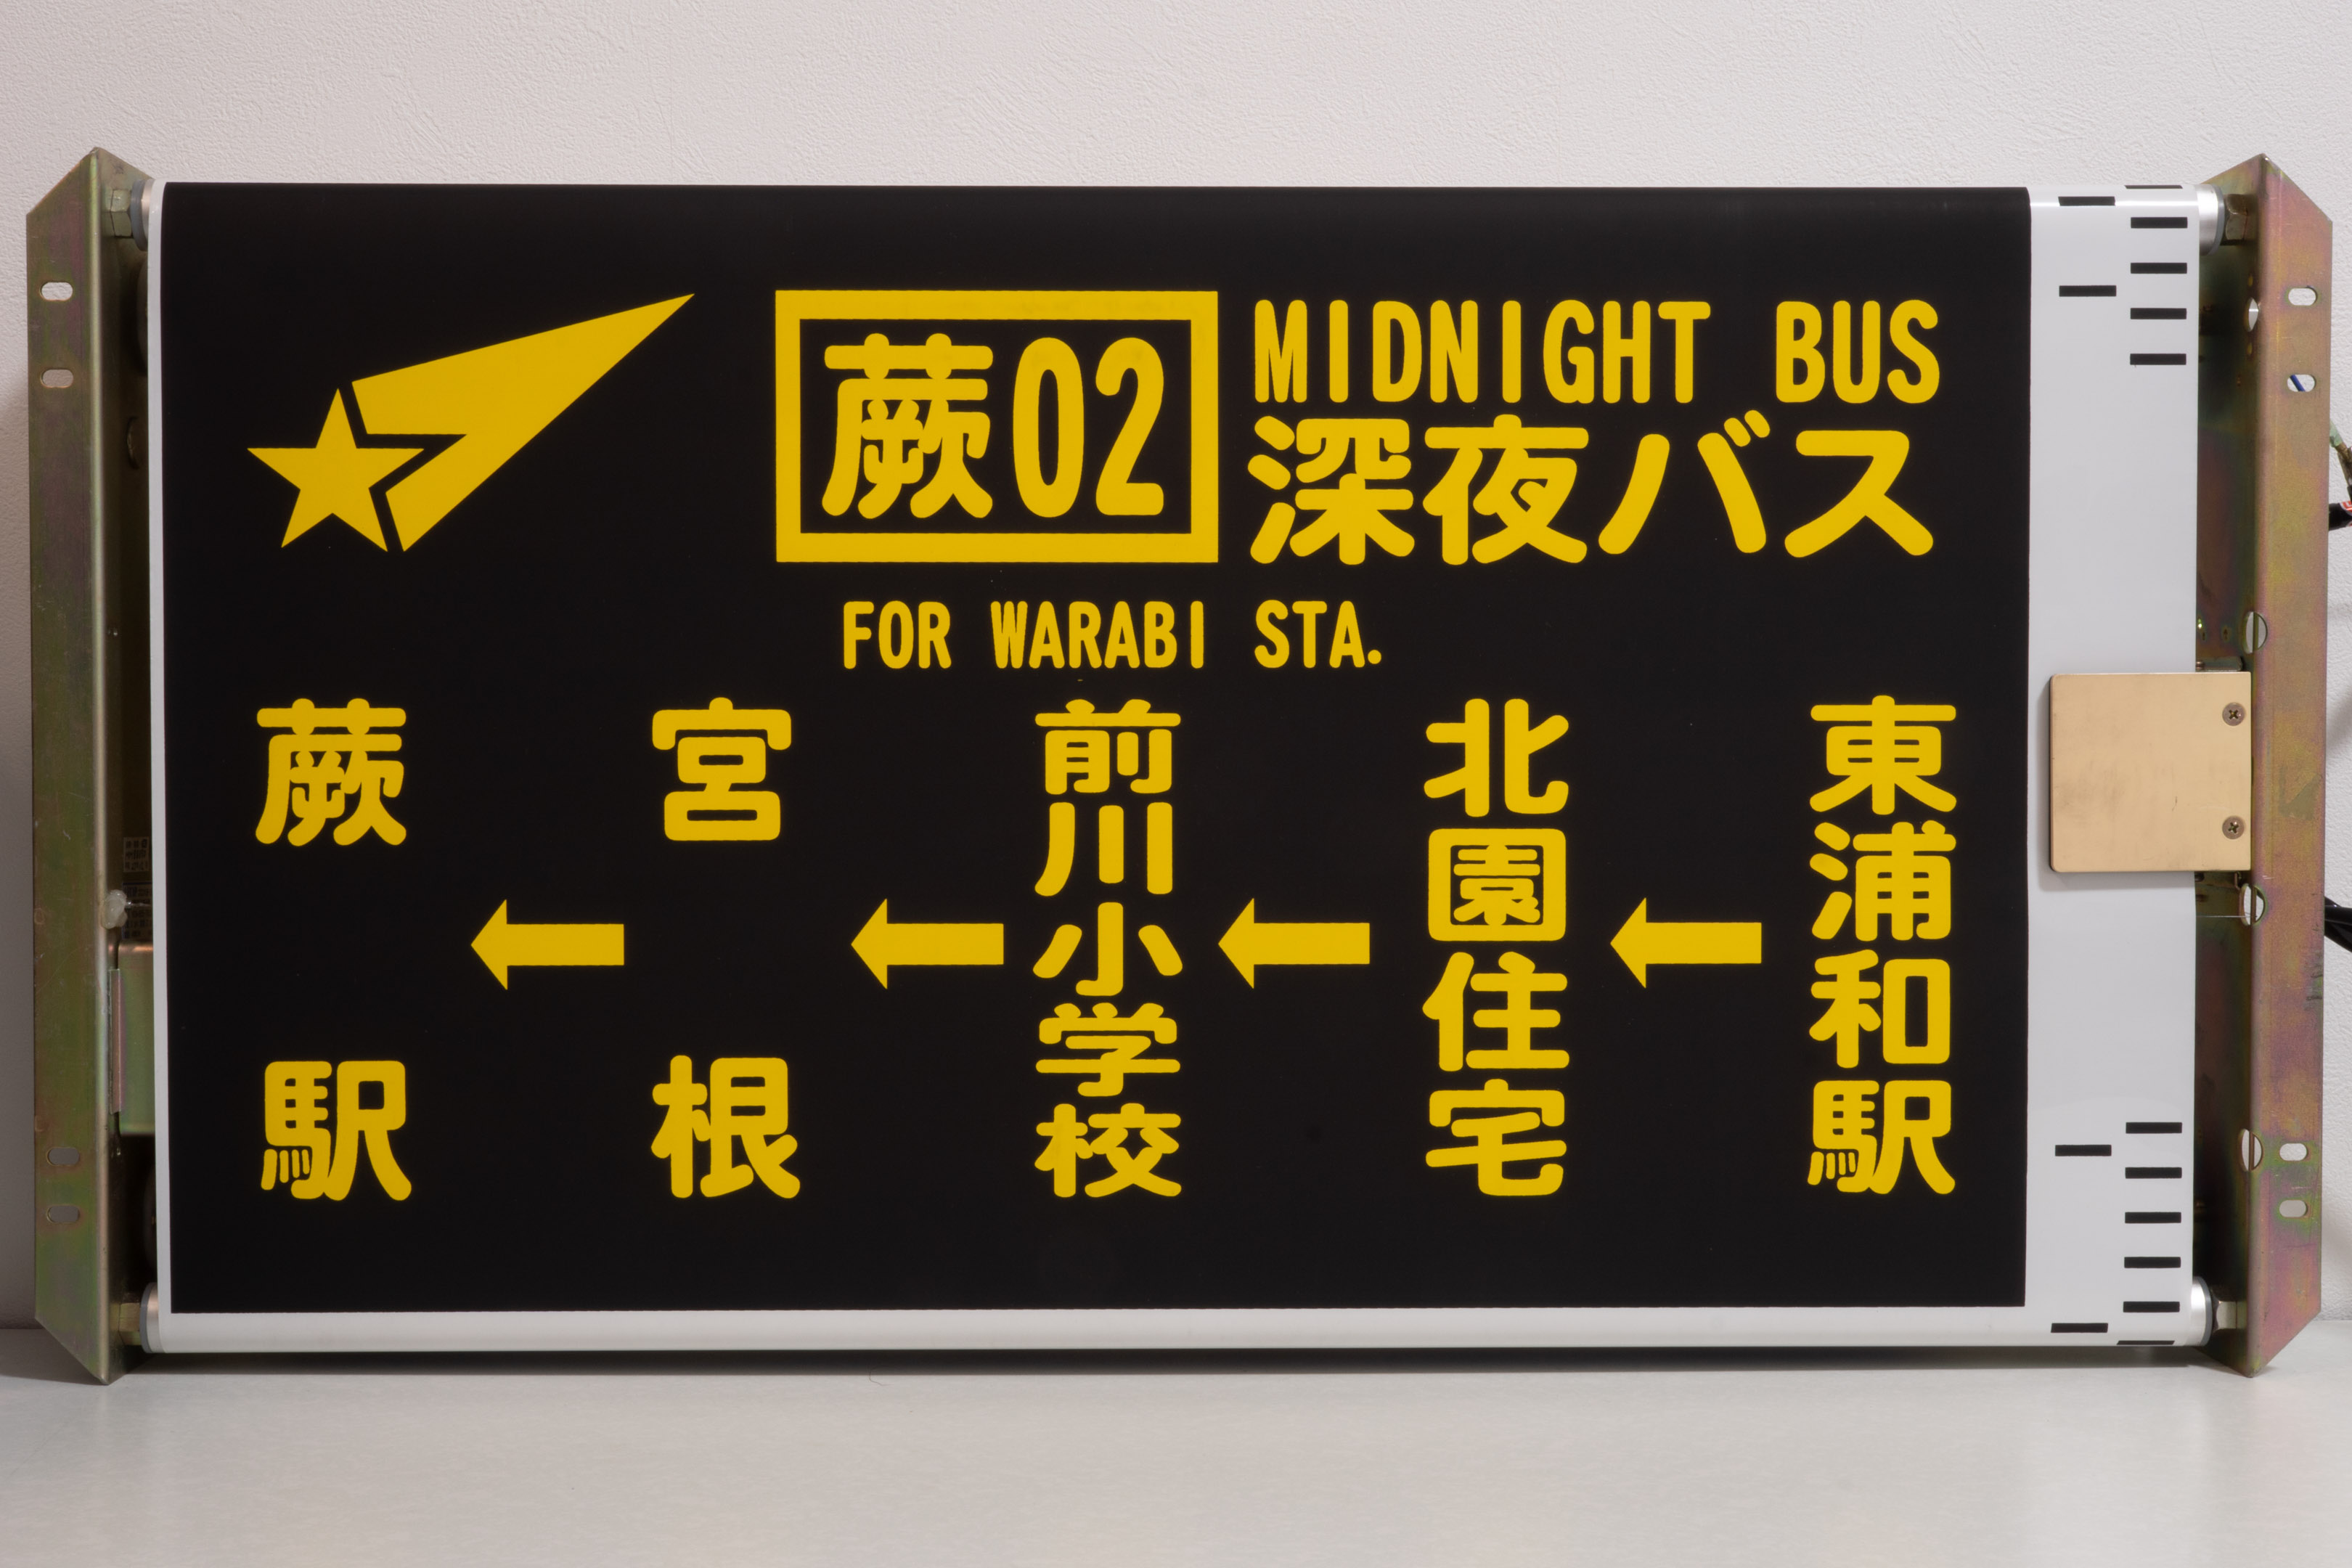 蕨02
MIDNIGHT BUS
深夜バス
FOR WARABI STA.
東浦和駅
←
北園住宅
←
前川小学校
←
宮根
←
蕨駅